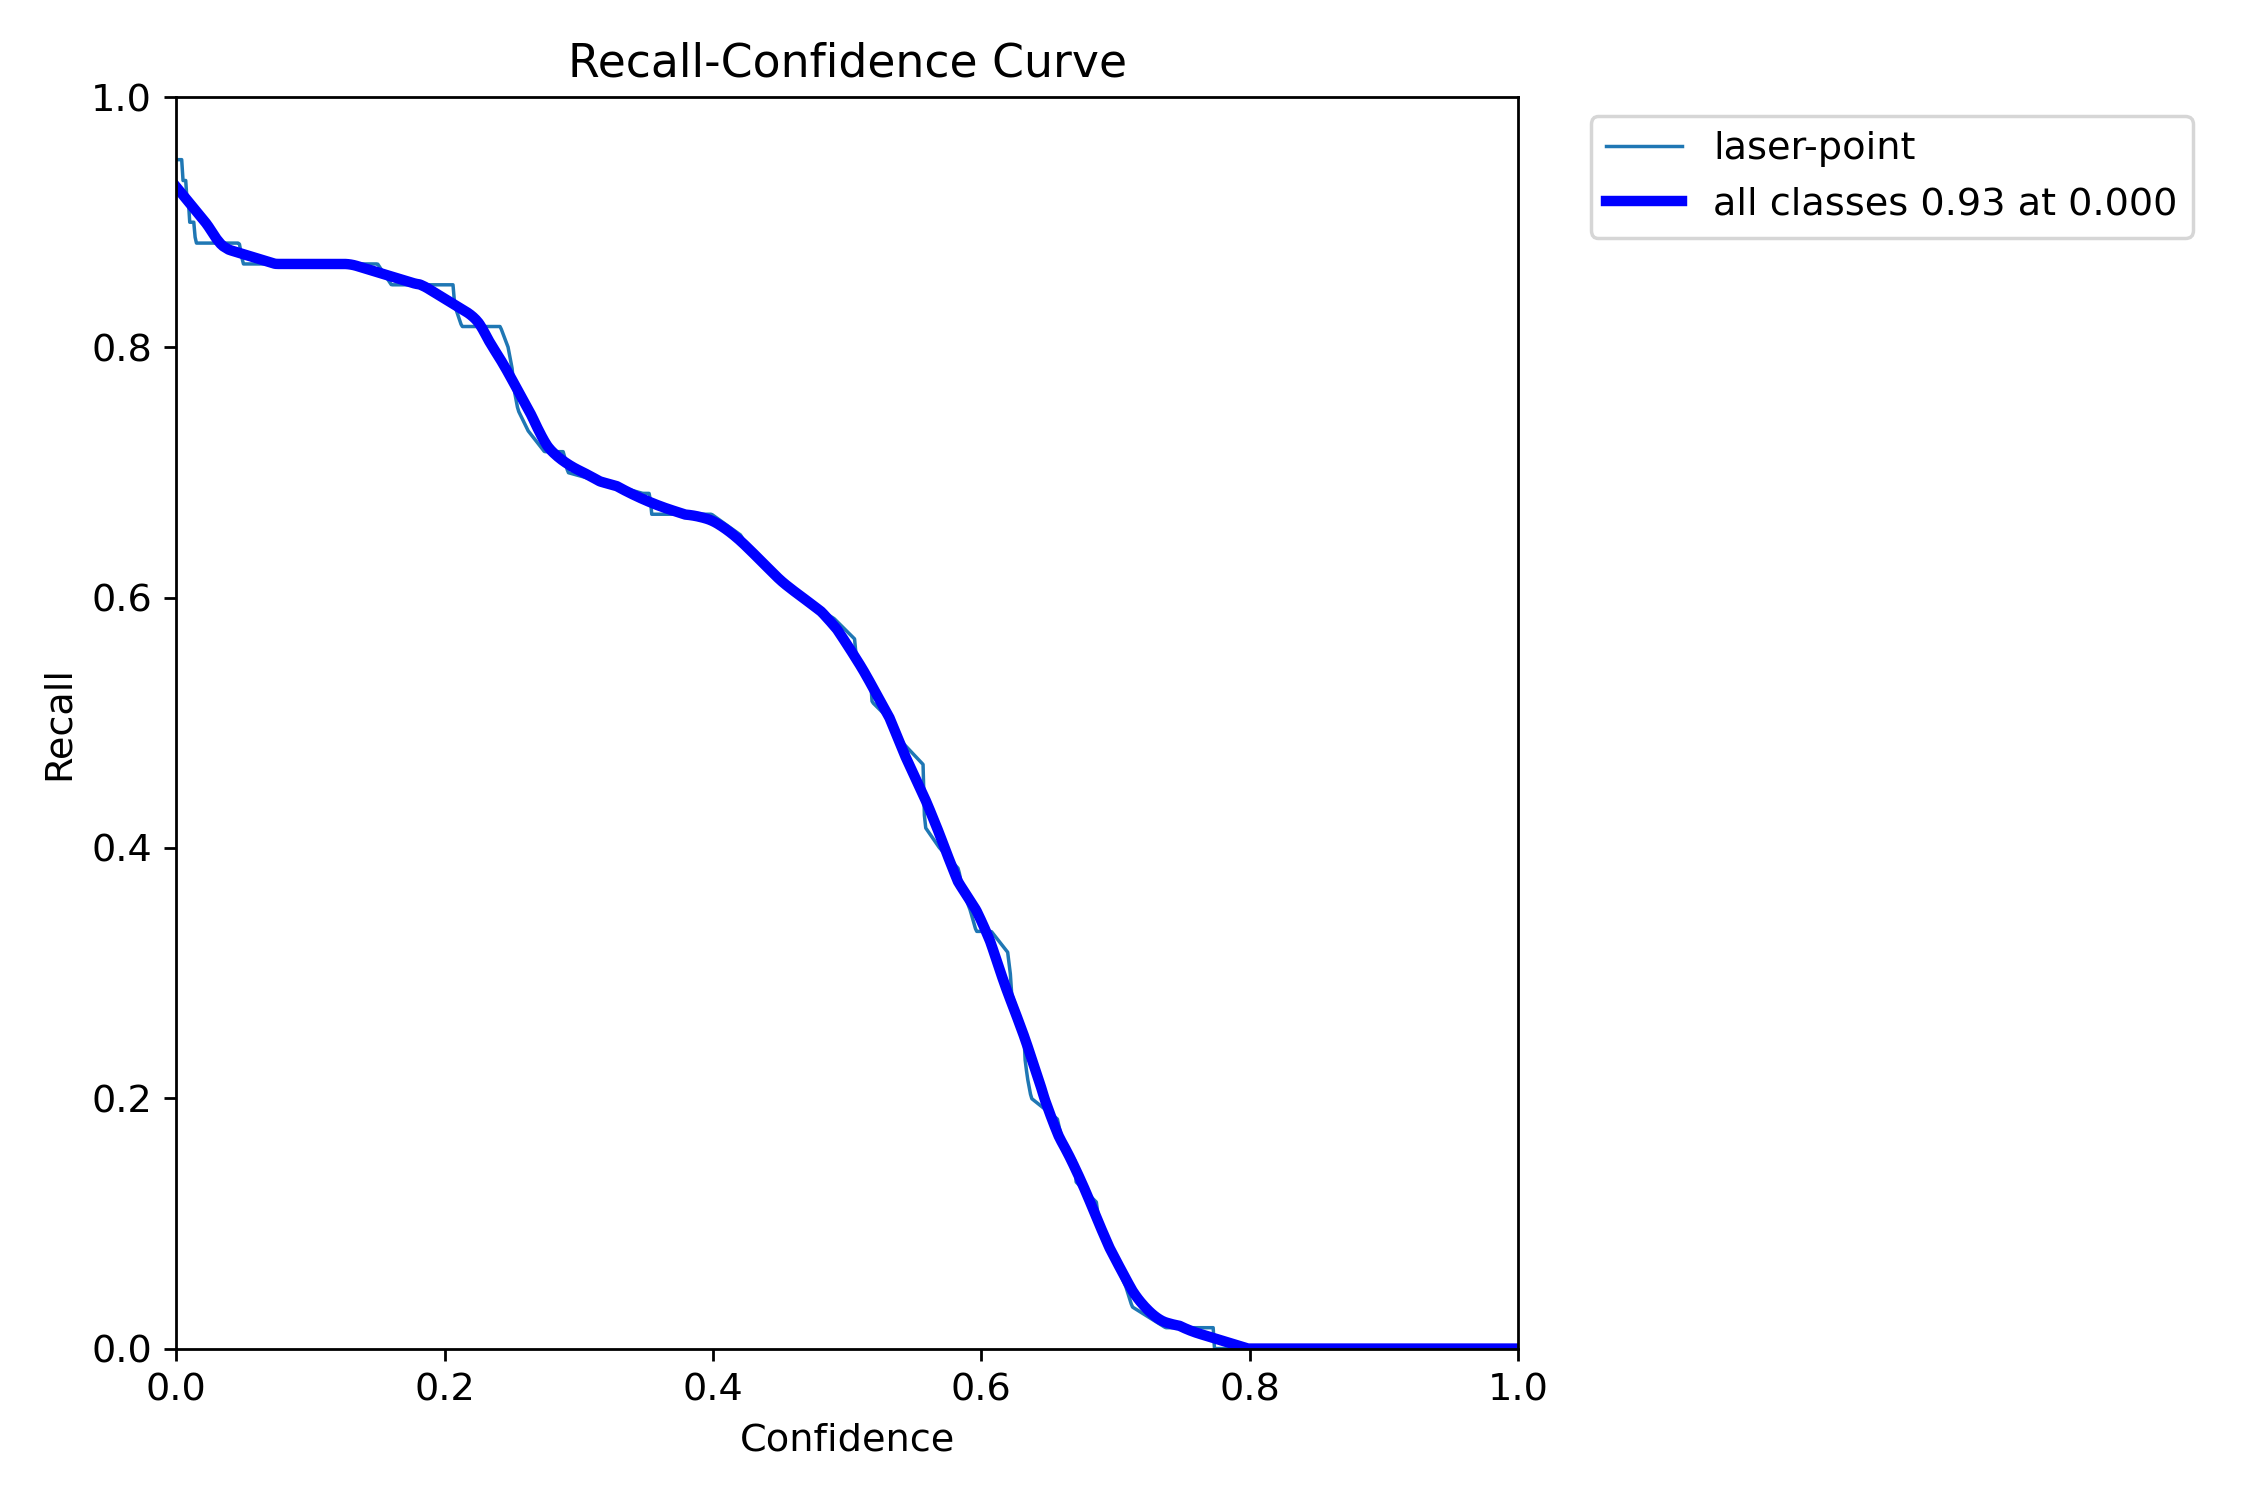 Recall-Confidence Curve
1.0
0.8
0.6
0.4
0.2
0.0
Recall
0.0 0.2 0.4 0.6 0.8 1.0
Confidence
laser-point
all classes 0.93 at 0.000